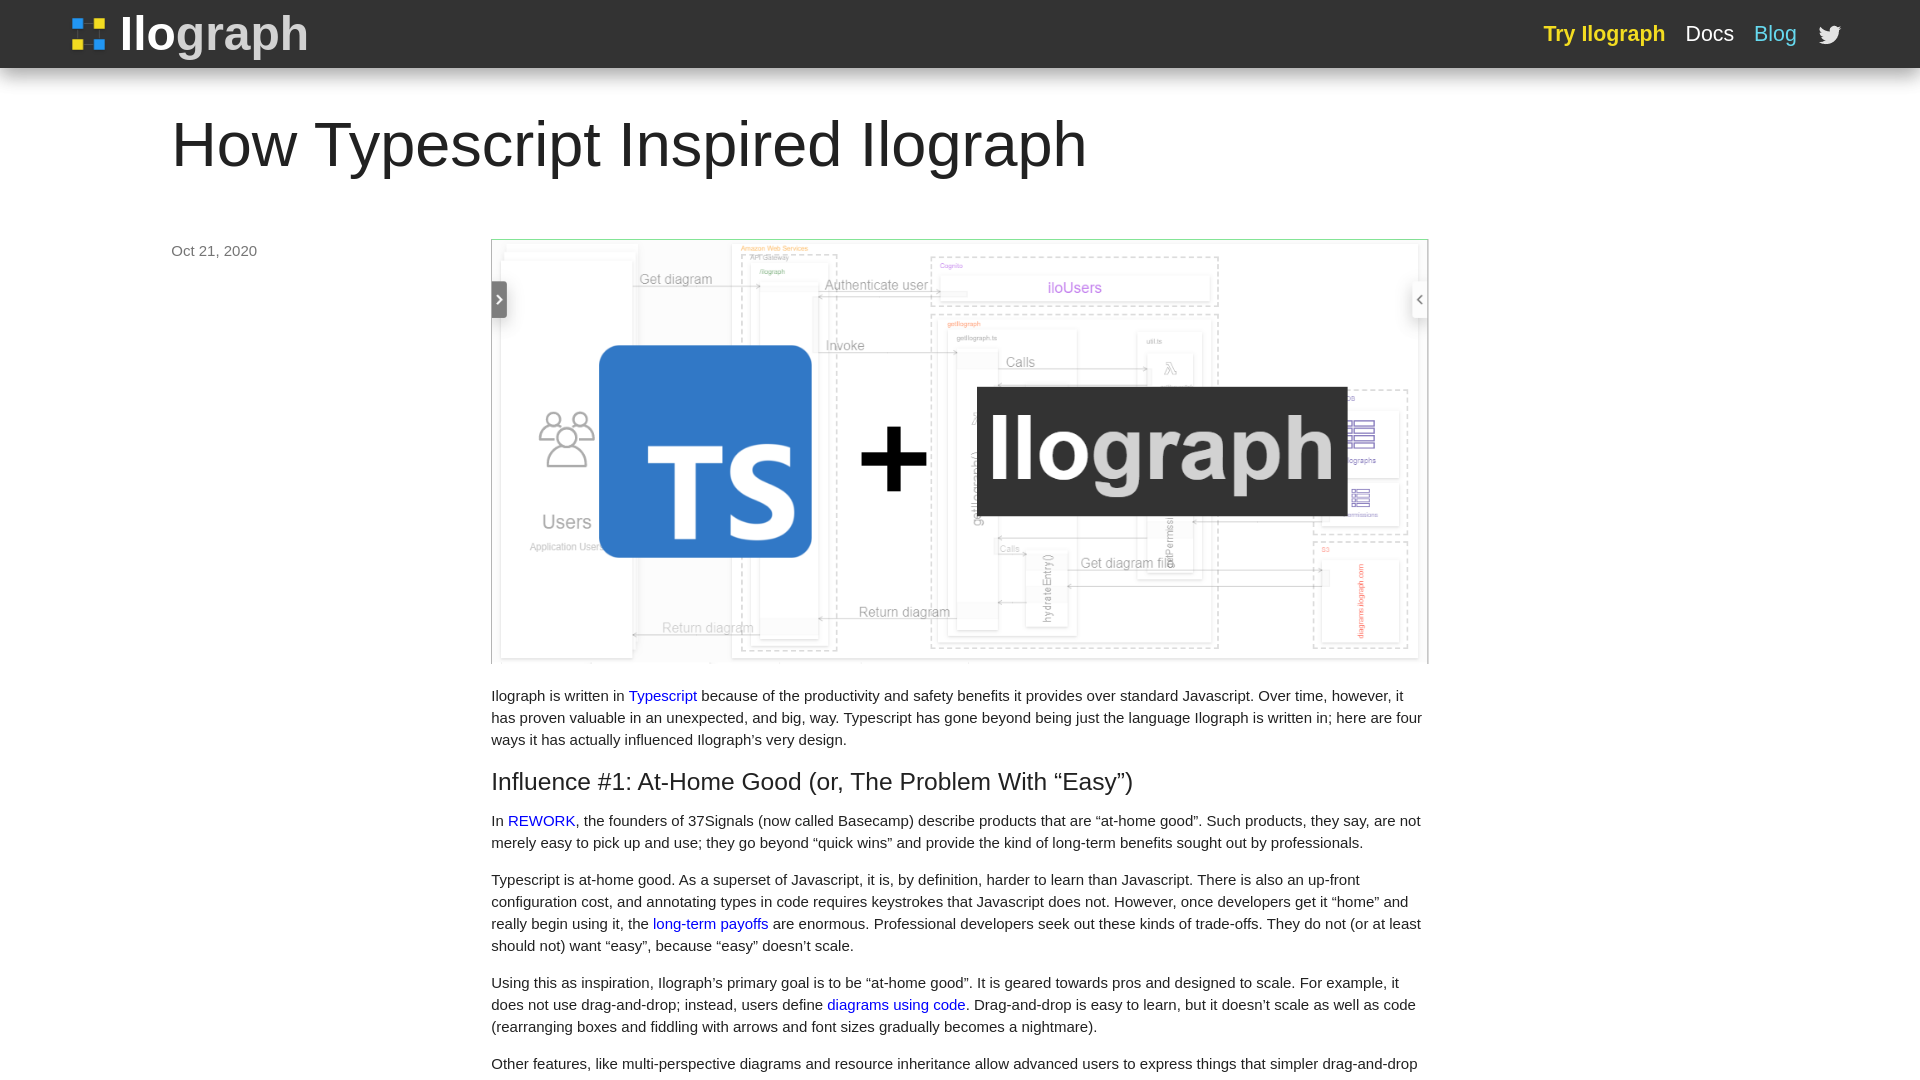 Ilograph
Try Ilograph
Docs
Blog
How Typescript Inspired Ilograph
Oct 21, 2020
Amazon Web Services
API Gateway
/ilograph
Get diagram
Authenticate user
Cognito
iloUsers
Invoke
getIlograph
getIlograph.ts
util.ts
Calls
TS
+
Ilograph
Users
Calls
Get diagram file
hydrateEntry()
diagrams.ilograph.com
S3
Return diagram
Return diagram
Ilograph is written in Typescript because of the productivity and safety benefits it provides over standard Javascript. Over time, however, it
has proven valuable in an unexpected, and big, way. Typescript has gone beyond being just the language Ilograph is written in; here are four
ways it has actually influenced Ilograph’s very design.
Influence #1: At-Home Good (or, The Problem With “Easy”)
In REWORK, the founders of 37Signals (now called Basecamp) describe products that are “at-home good”. Such products, they say, are not
merely easy to pick up and use; they go beyond “quick wins” and provide the kind of long-term benefits sought out by professionals.
Typescript is at-home good. As a superset of Javascript, it is, by definition, harder to learn than Javascript. There is also an up-front
configuration cost, and annotating types in code requires keystrokes that Javascript does not. However, once developers get it “home” and
really begin using it, the long-term payoffs are enormous. Professional developers seek out these kinds of trade-offs. They do not (or at least
should not) want “easy”, because “easy” doesn’t scale.
Using this as inspiration, Ilograph’s primary goal is to be “at-home good”. It is geared towards pros and designed to scale. For example, it
does not use drag-and-drop; instead, users define diagrams using code. Drag-and-drop is easy to learn, but it doesn’t scale as well as code
(rearranging boxes and fiddling with arrows and font sizes gradually becomes a nightmare).
Other features, like multi-perspective diagrams and resource inheritance allow advanced users to express things that simpler drag-and-drop